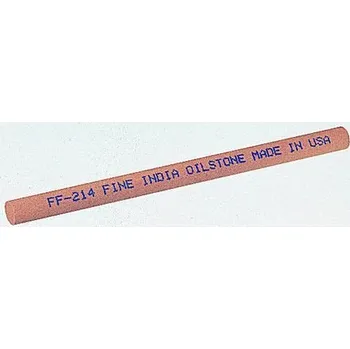 FF-214 FINE INDIA OILSTONE MADE IN USA